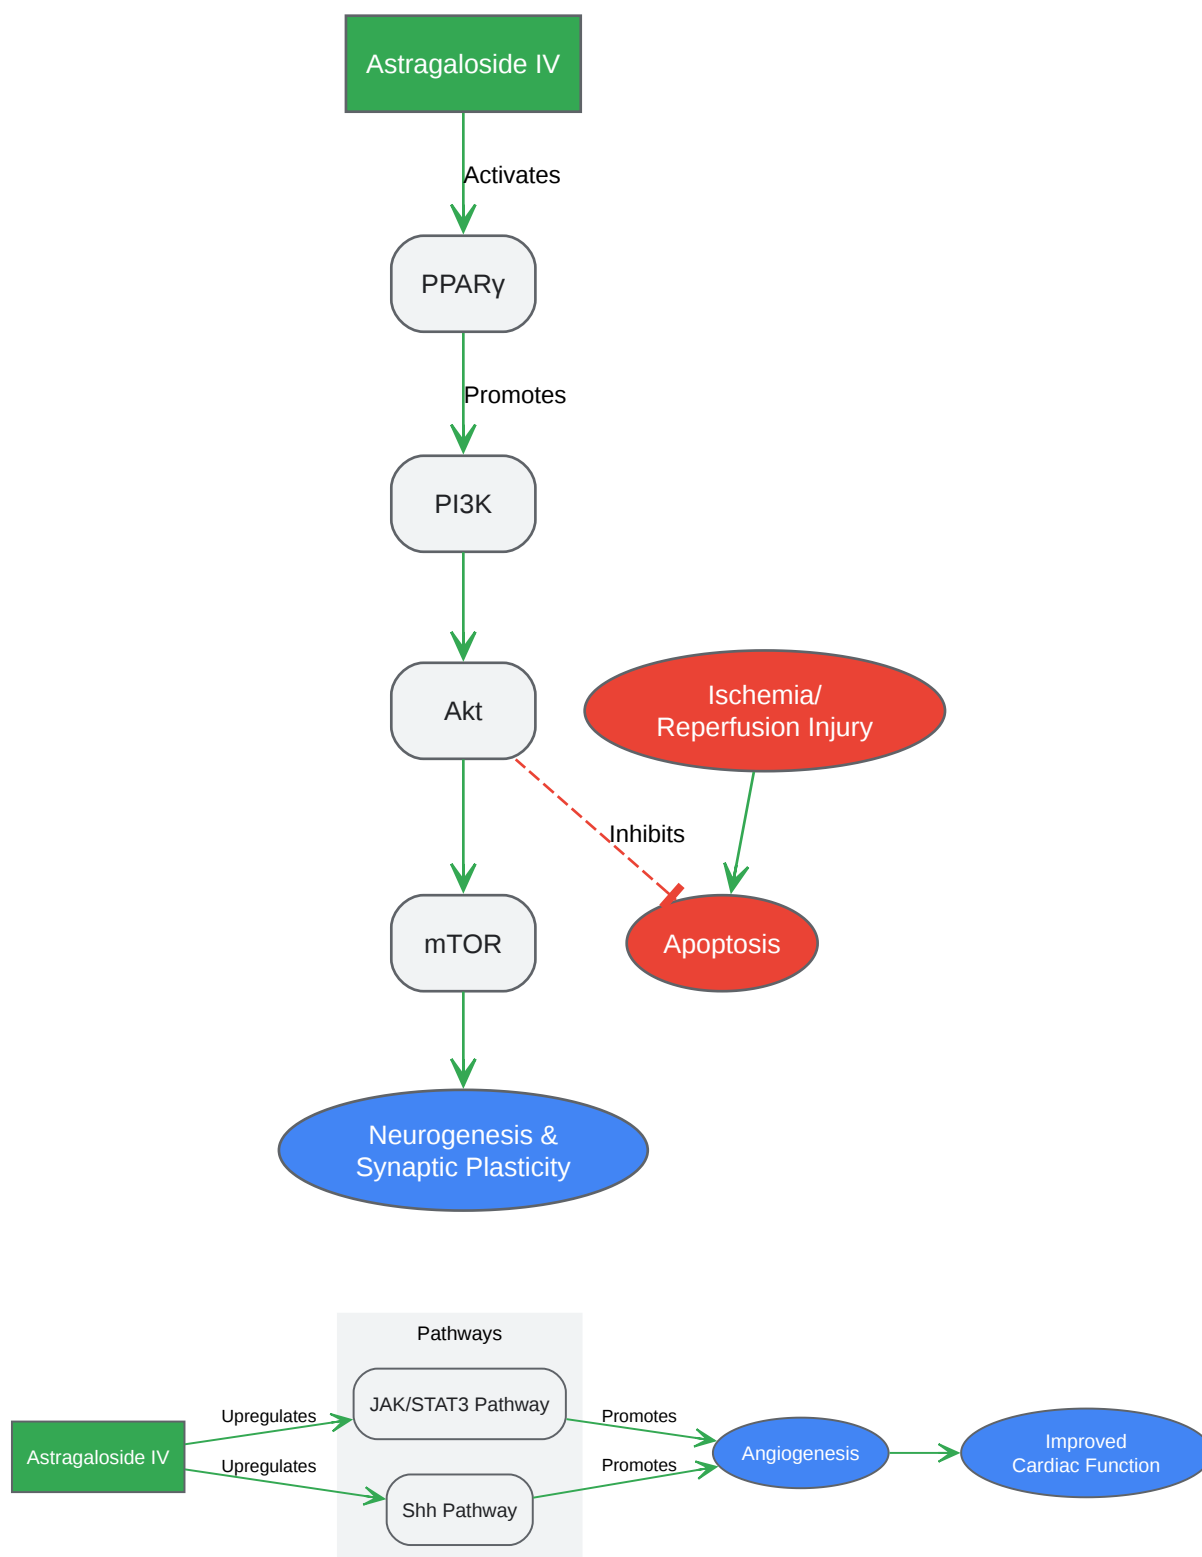 Astragaloside IV
Activates
PPARγ
Promotes
PI3K
Akt
Ischemia/
Reperfusion Injury
Inhibits
mTOR
Apoptosis
Neurogenesis &
Synaptic Plasticity
Pathways
JAK/STAT3 Pathway
Upregulates
Promotes
Astragaloside IV
Upregulates
Promotes
Angiogenesis
Improved
Cardiac Function
Shh Pathway